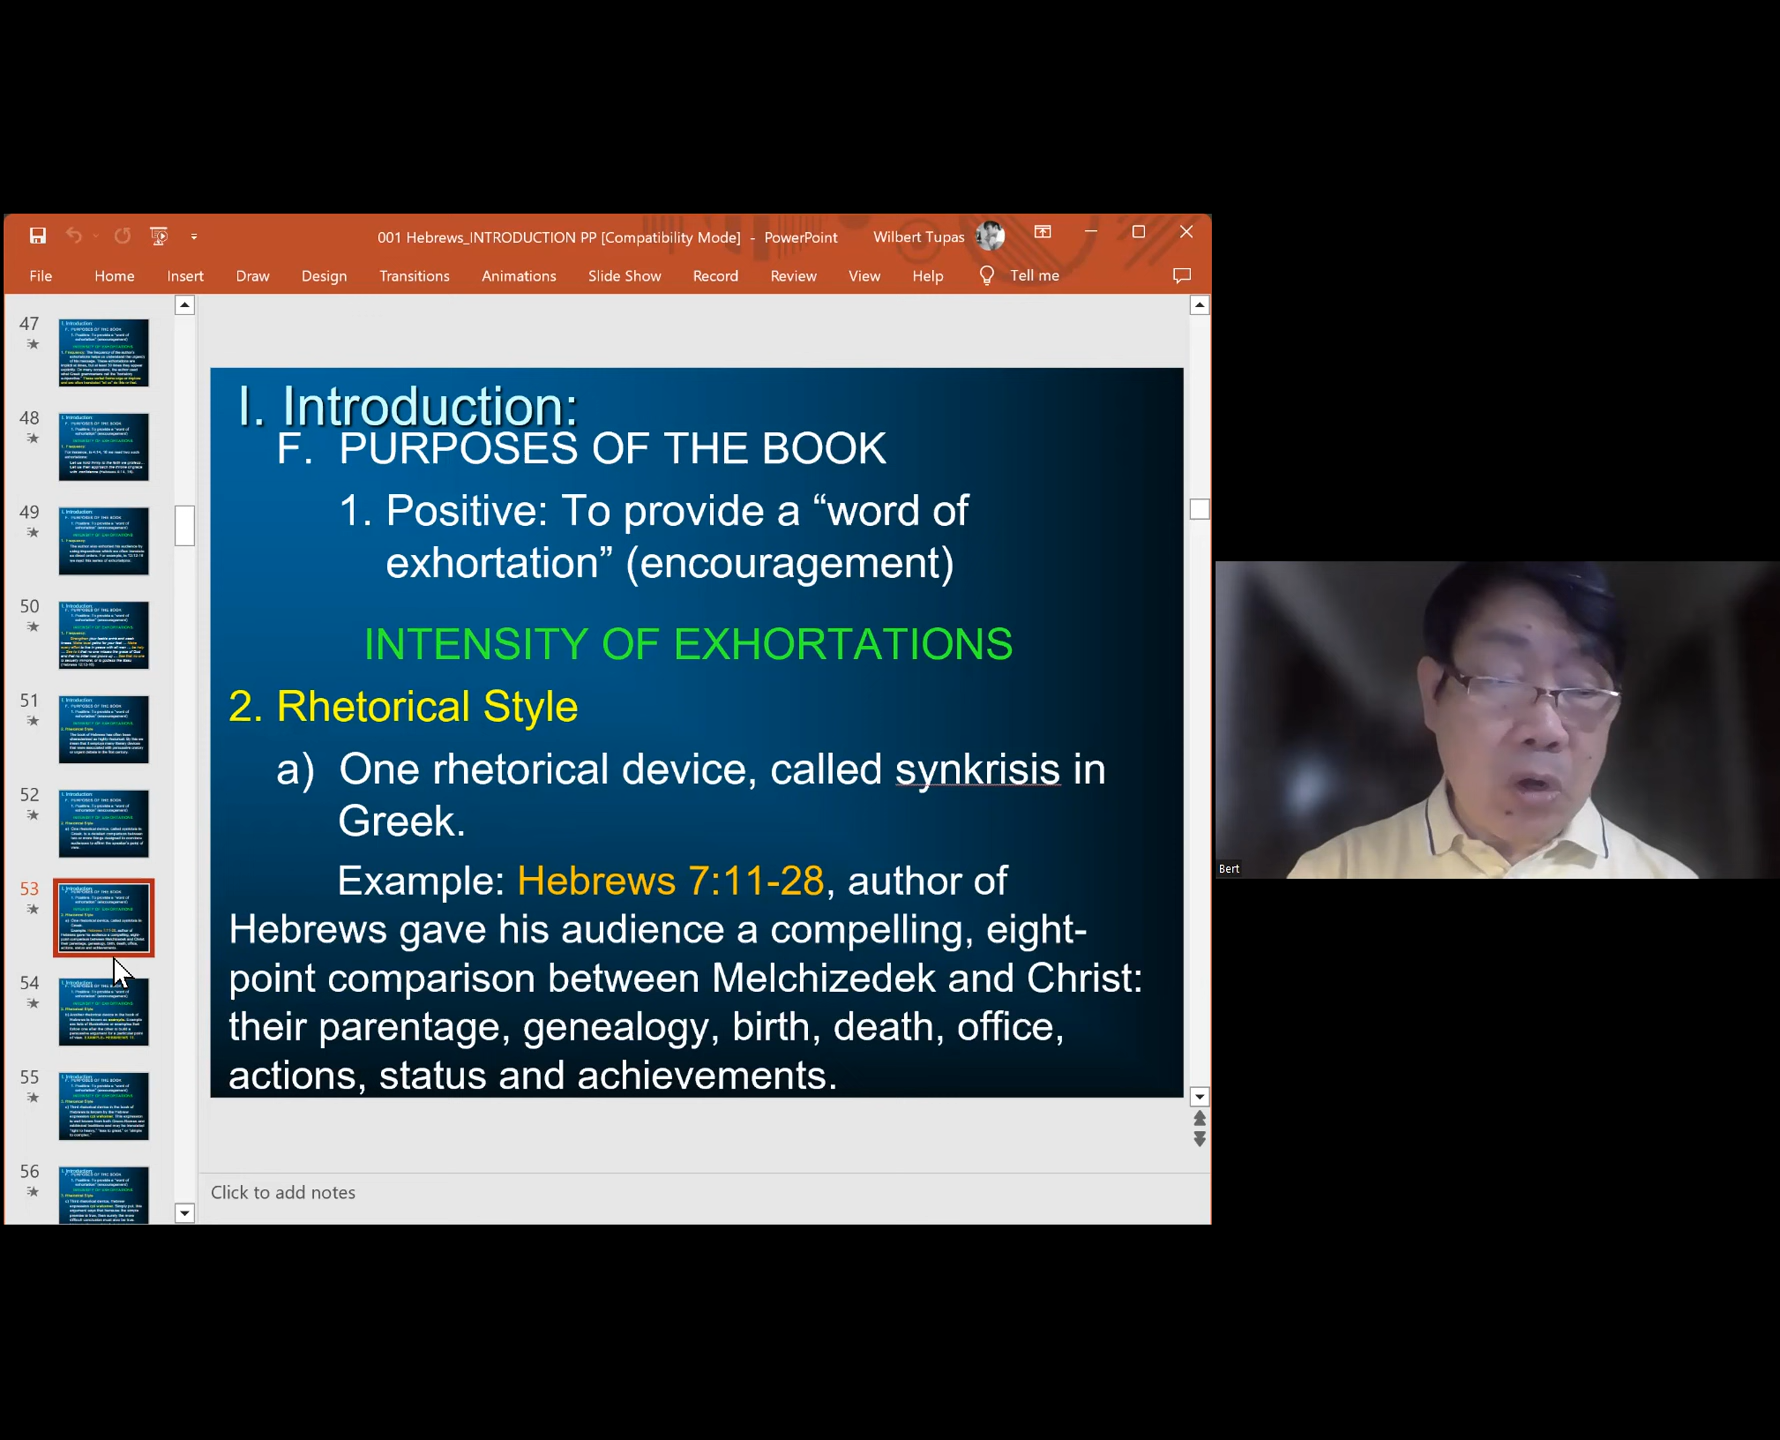 001 Hebrews_INTRODUCTION PP [Compatibility Mode] - PowerPoint
Wilbert Tupas
File Home Insert Draw Design Transitions Animations Slide Show Record Review View Help Tell me
47
48
49
50
51
52
53
54
55
56
I. Introduction:
F. PURPOSES OF THE BOOK
1. Positive: To provide a “word of
exhortation” (encouragement)
INTENSITY OF EXHORTATIONS
2. Rhetorical Style
a) One rhetorical device, called synkrisis in
Greek.
Example: Hebrews 7:11-28, author of
Hebrews gave his audience a compelling, eight-
point comparison between Melchizedek and Christ:
their parentage, genealogy, birth, death, office,
actions, status and achievements.
Click to add notes
Bert